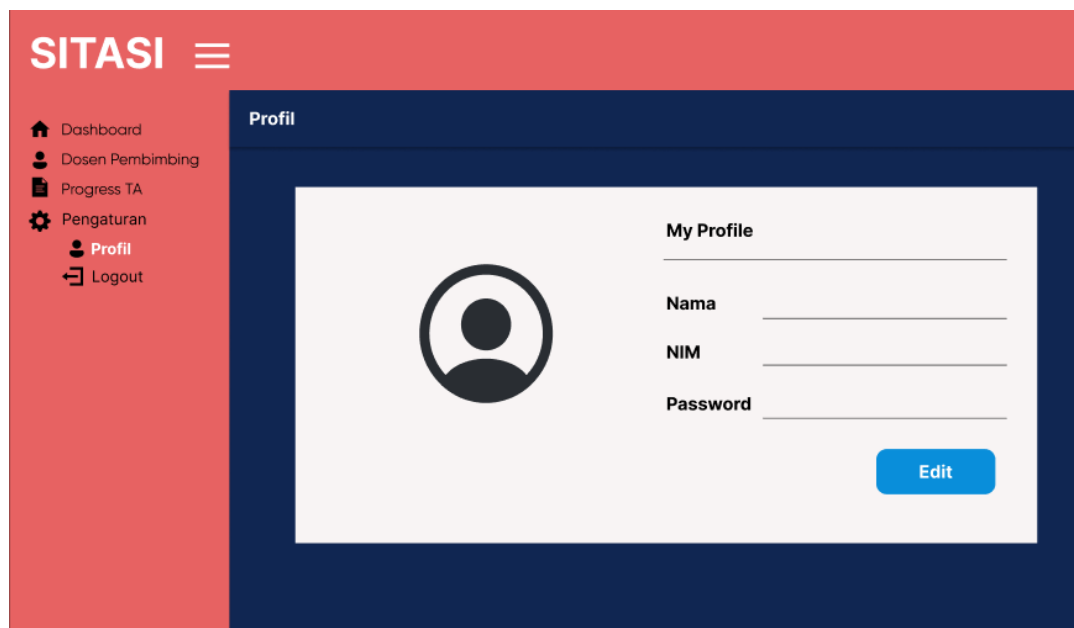 SITASI
Dashboard
Dosen Pembimbing
Progress TA
Pengaturan
Profil
Logout
Profil
My Profile
Nama
NIM
Password
Edit